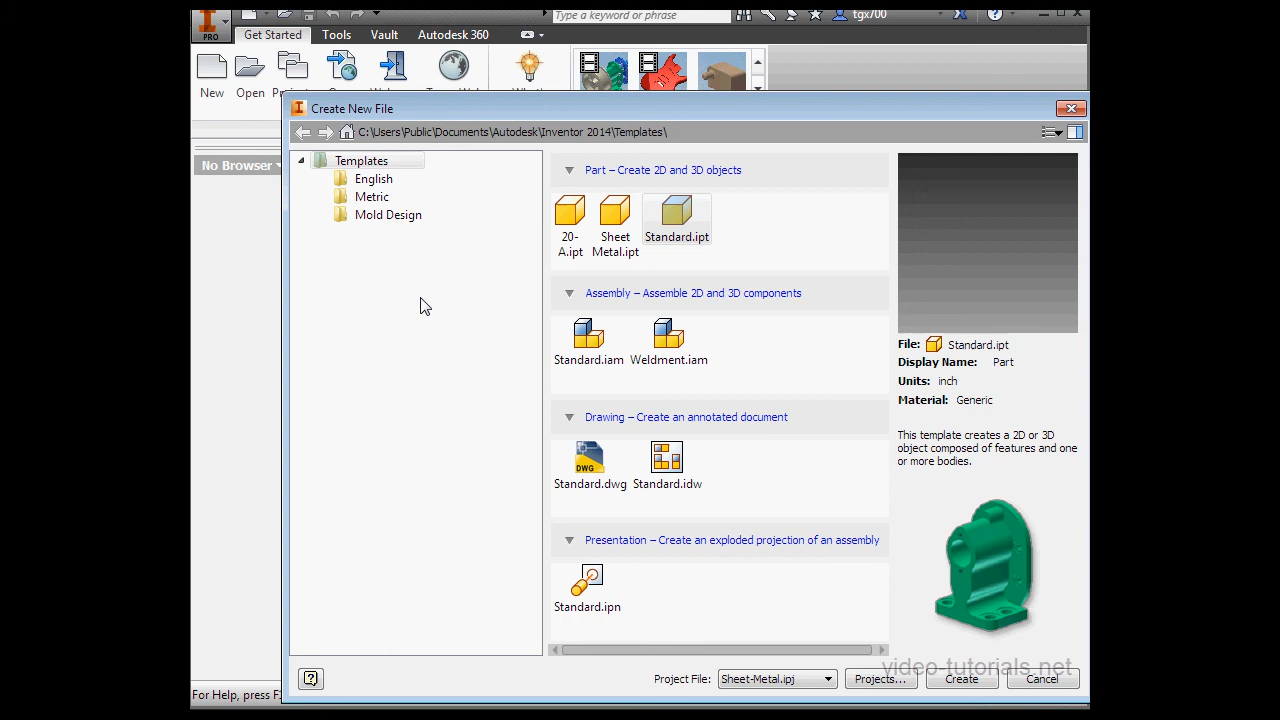 Type a keyword or phrase
tgx700
PRO
Get Started Tools Vault Autodesk 360
New Open
Create New File
C:\Users\Public\Documents\Autodesk\Inventor 2014\Templates\
No Browser
Templates
English
Metric
Mold Design
Part – Create 2D and 3D objects
20-
A.ipt
Sheet
Metal.ipt
Standard.ipt
Assembly – Assemble 2D and 3D components
Standard.iam Weldment.iam
Drawing – Create an annotated document
DWG
Standard.dwg Standard.idw
Presentation – Create an exploded projection of an assembly
Standard.ipn
File: Standard.ipt
Display Name: Part
Units: inch
Material: Generic
This template creates a 2D or 3D
object composed of features and one
or more bodies.
video-tutorials.net
Project File: Sheet-Metal.ipj Projects... Create Cancel
For Help, press F